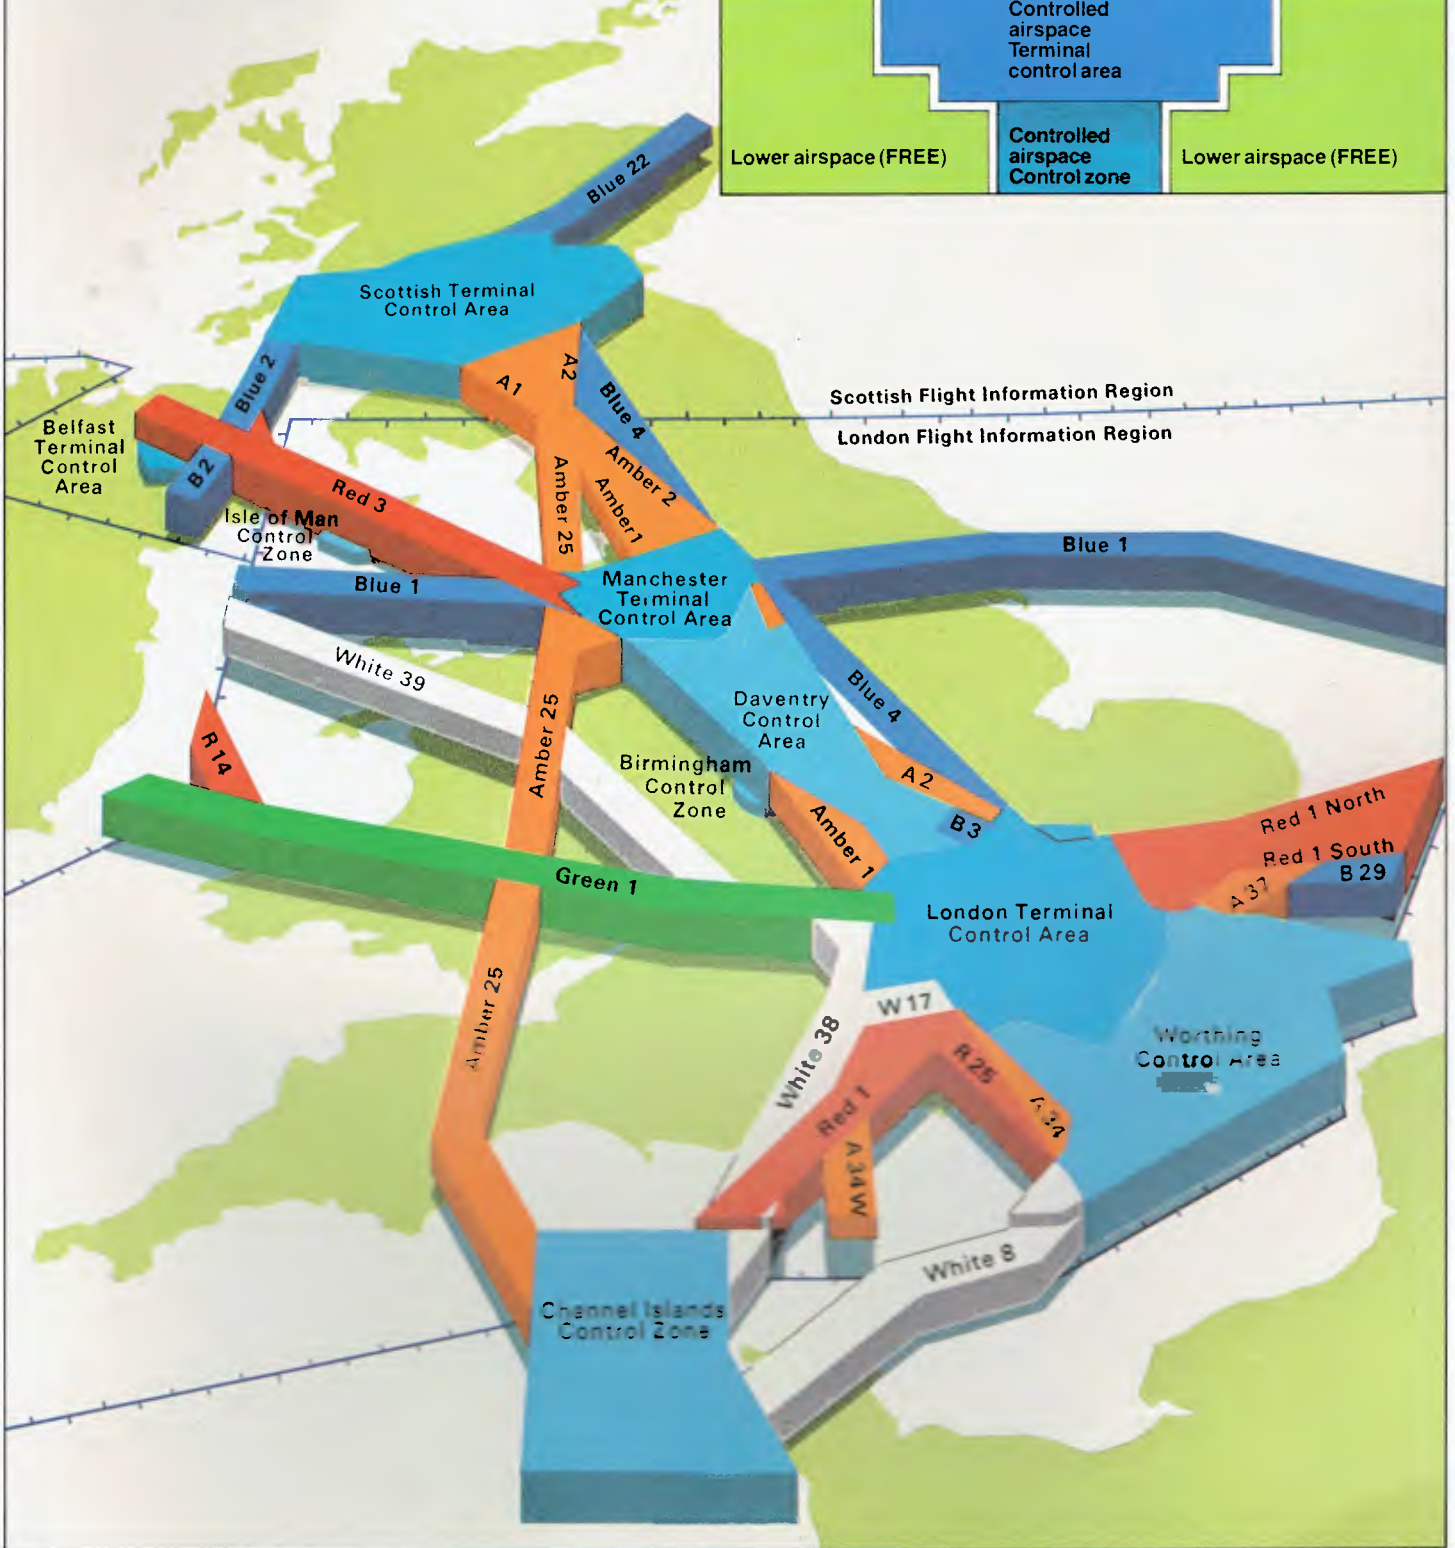 Controlled
airspace
Terminal
control area
Lower airspace (FREE)
Controlled
airspace
Control zone
Lower airspace (FREE)
Blue 22
Scottish Terminal
Control Area
Blue 2
A1
A2
Blue 4
Scottish Flight Information Region
London Flight Information Region
Belfast
Terminal
Control
Area
B2
Red 3
Amber 25
Amber 1
Amber 2
Isle of Man
Control
Zone
Blue 1
Blue 1
Manchester
Terminal
Control Area
White 39
Amber 25
Daventry
Control
Area
Blue 4
R 14
Birmingham
Control
Zone
A 2
B 3
Amber 1
Red 1 North
Red 1 South
A 37
B 29
Green 1
London Terminal
Control Area
Amber 25
W 17
White 38
Worthing
Control Area
R 25
A 34
Red 1
A 34W
White 8
Channel Islands
Control Zone